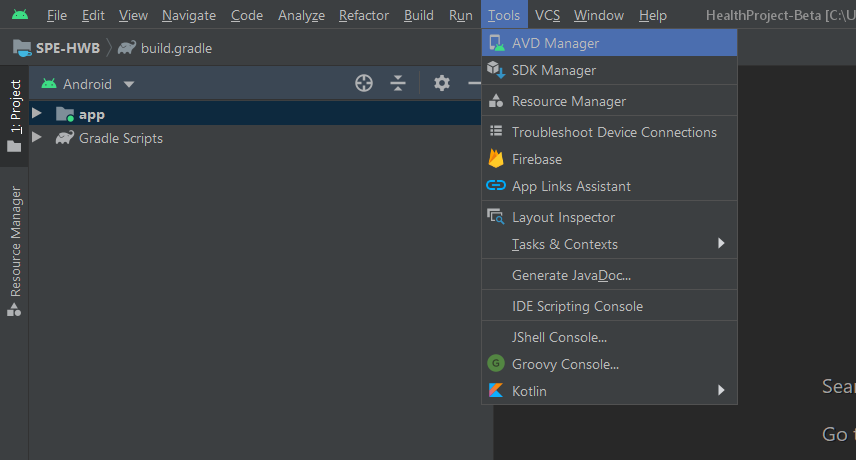 File Edit View Navigate Code Analyze Refactor Build Run Tools VCS Window Help HealthProject-Beta [C:\U
SPE-HWB build.gradle
1: Project
Resource Manager
Android
app
Gradle Scripts
AVD Manager
SDK Manager
Resource Manager
Troubleshoot Device Connections
Firebase
App Links Assistant
Layout Inspector
Tasks & Contexts
Generate JavaDoc...
IDE Scripting Console
JShell Console...
G Groovy Console...
Kotlin
Sear
Go t